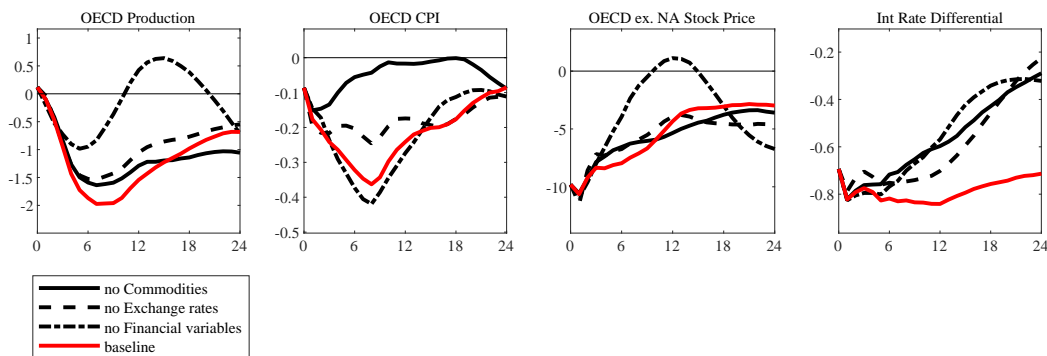 OECD Production
OECD CPI
OECD ex. NA Stock Price
Int Rate Differential
1
0.5
0
-0.5
-1
-1.5
-2
0 6 12 18 24
0
-0.1
-0.2
-0.3
-0.4
-0.5
0 6 12 18 24
0
-5
-10
0 6 12 18 24
-0.2
-0.4
-0.6
-0.8
0 6 12 18 24
no Commodities
no Exchange rates
no Financial variables
baseline